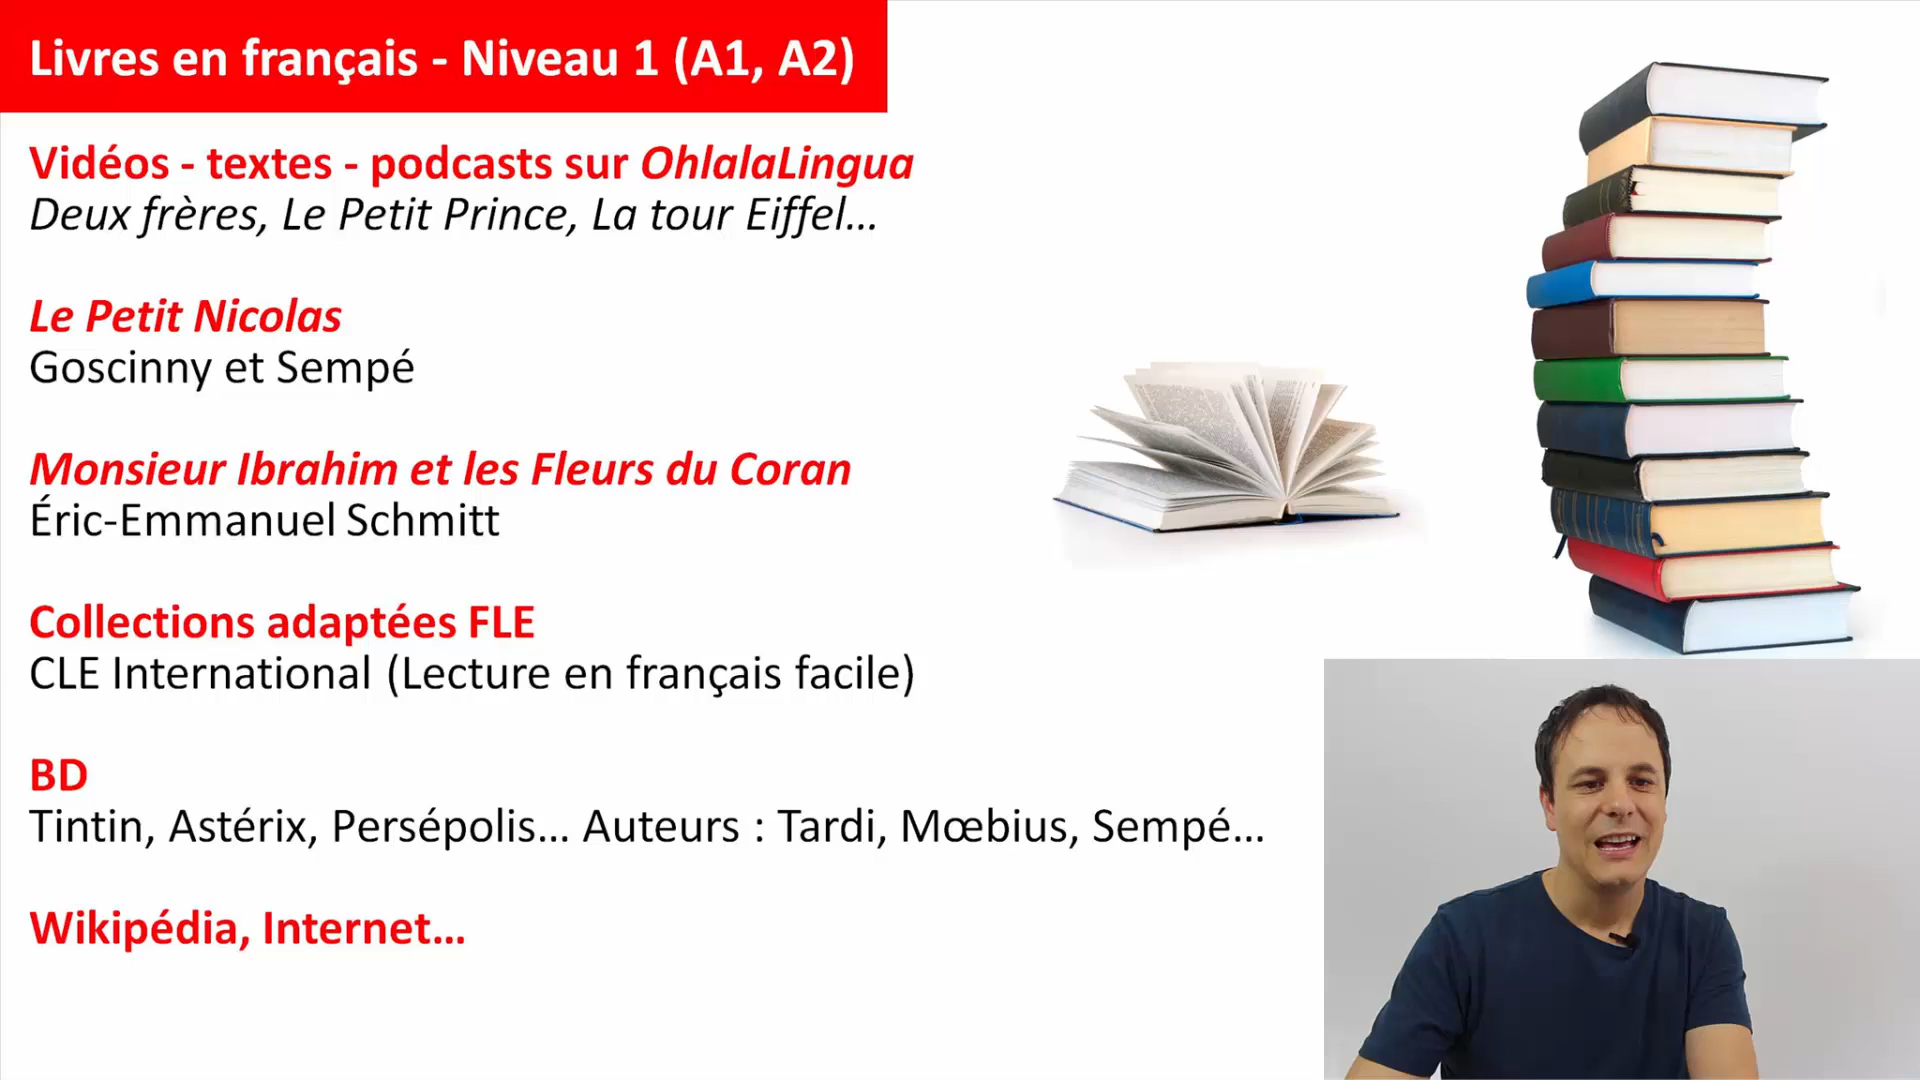 Livres en français - Niveau 1 (A1, A2)
Vidéos - textes - podcasts sur OhlalaLingua
Deux frères, Le Petit Prince, La tour Eiffel...
Le Petit Nicolas
Goscinny et Sempé
Monsieur Ibrahim et les Fleurs du Coran
Éric-Emmanuel Schmitt
Collections adaptées FLE
CLE International (Lecture en français facile)
BD
Tintin, Astérix, Persépolis... Auteurs : Tardi, Mœbius, Sempé...
Wikipédia, Internet...